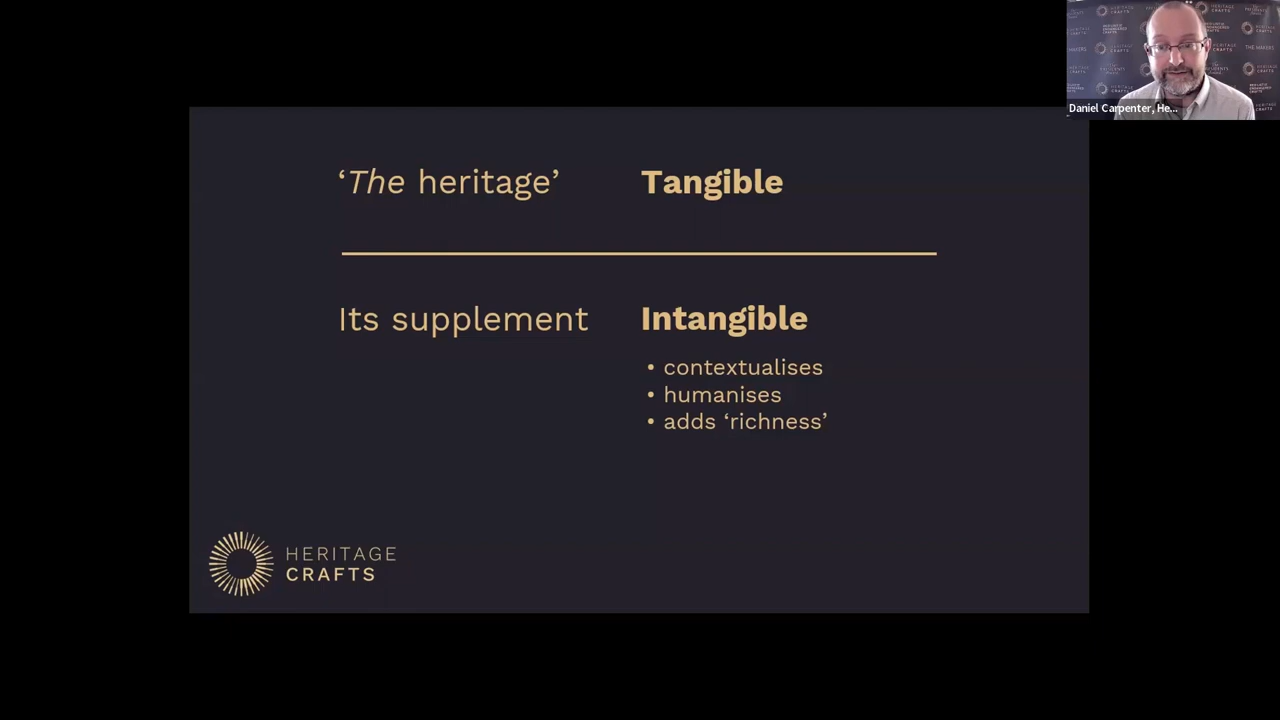 ‘The heritage’
Tangible
Its supplement
Intangible
• contextualises
• humanises
• adds ‘richness’
HERITAGE
CRAFTS
Daniel Carpenter, He...